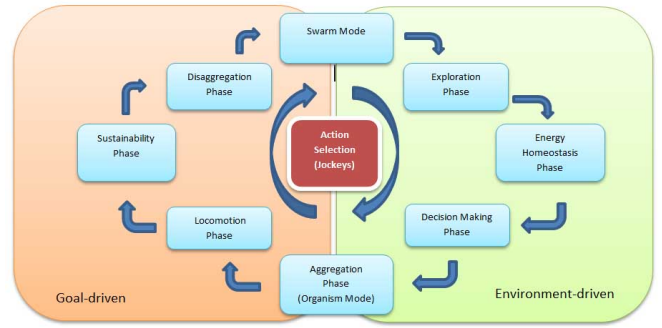 Swarm Mode
Disaggregation
Phase
Exploration
Phase
Action
Selection
(Jockeys)
Sustainability
Phase
Energy
Homeostasis
Phase
Locomotion
Phase
Decision Making
Phase
Aggregation
Phase
(Organism Mode)
Goal-driven
Environment-driven